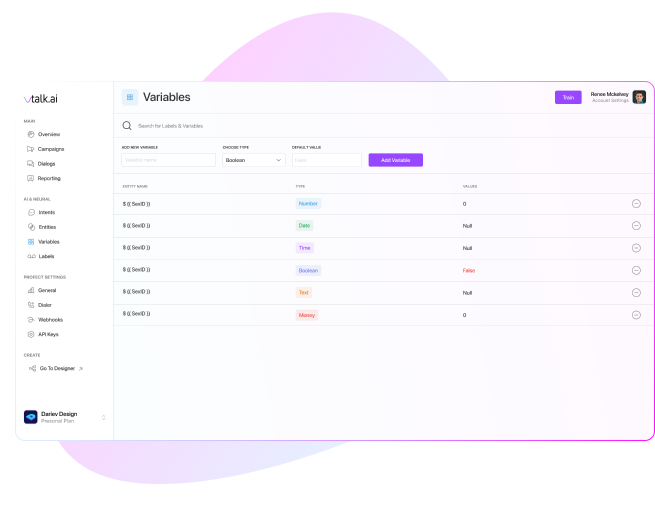 vtalk.ai
MAIN
Overview
Campaigns
Dialogs
Reporting
AI & NEURAL
Intents
Entities
Variables
Labels
PROJECT SETTINGS
General
Dialer
Webhooks
API Keys
CREATE
Go To Designer
Dariev Design
Presonal Plan
Variables
Train
Renee Mckelvey
Account Settings
Search for Labels & Variables
ADD NEW VARIABLE CHOOSE TYPE DEFAULT VALUE
Variable name Boolean Add Variable
ENTITY NAME TYPE VALUES
$ {{ SexID }} Number 0
$ {{ SexID }} Date Null
$ {{ SexID }} Time Null
$ {{ SexID }} Boolean False
$ {{ SexID }} Text Null
$ {{ SexID }} Money 0